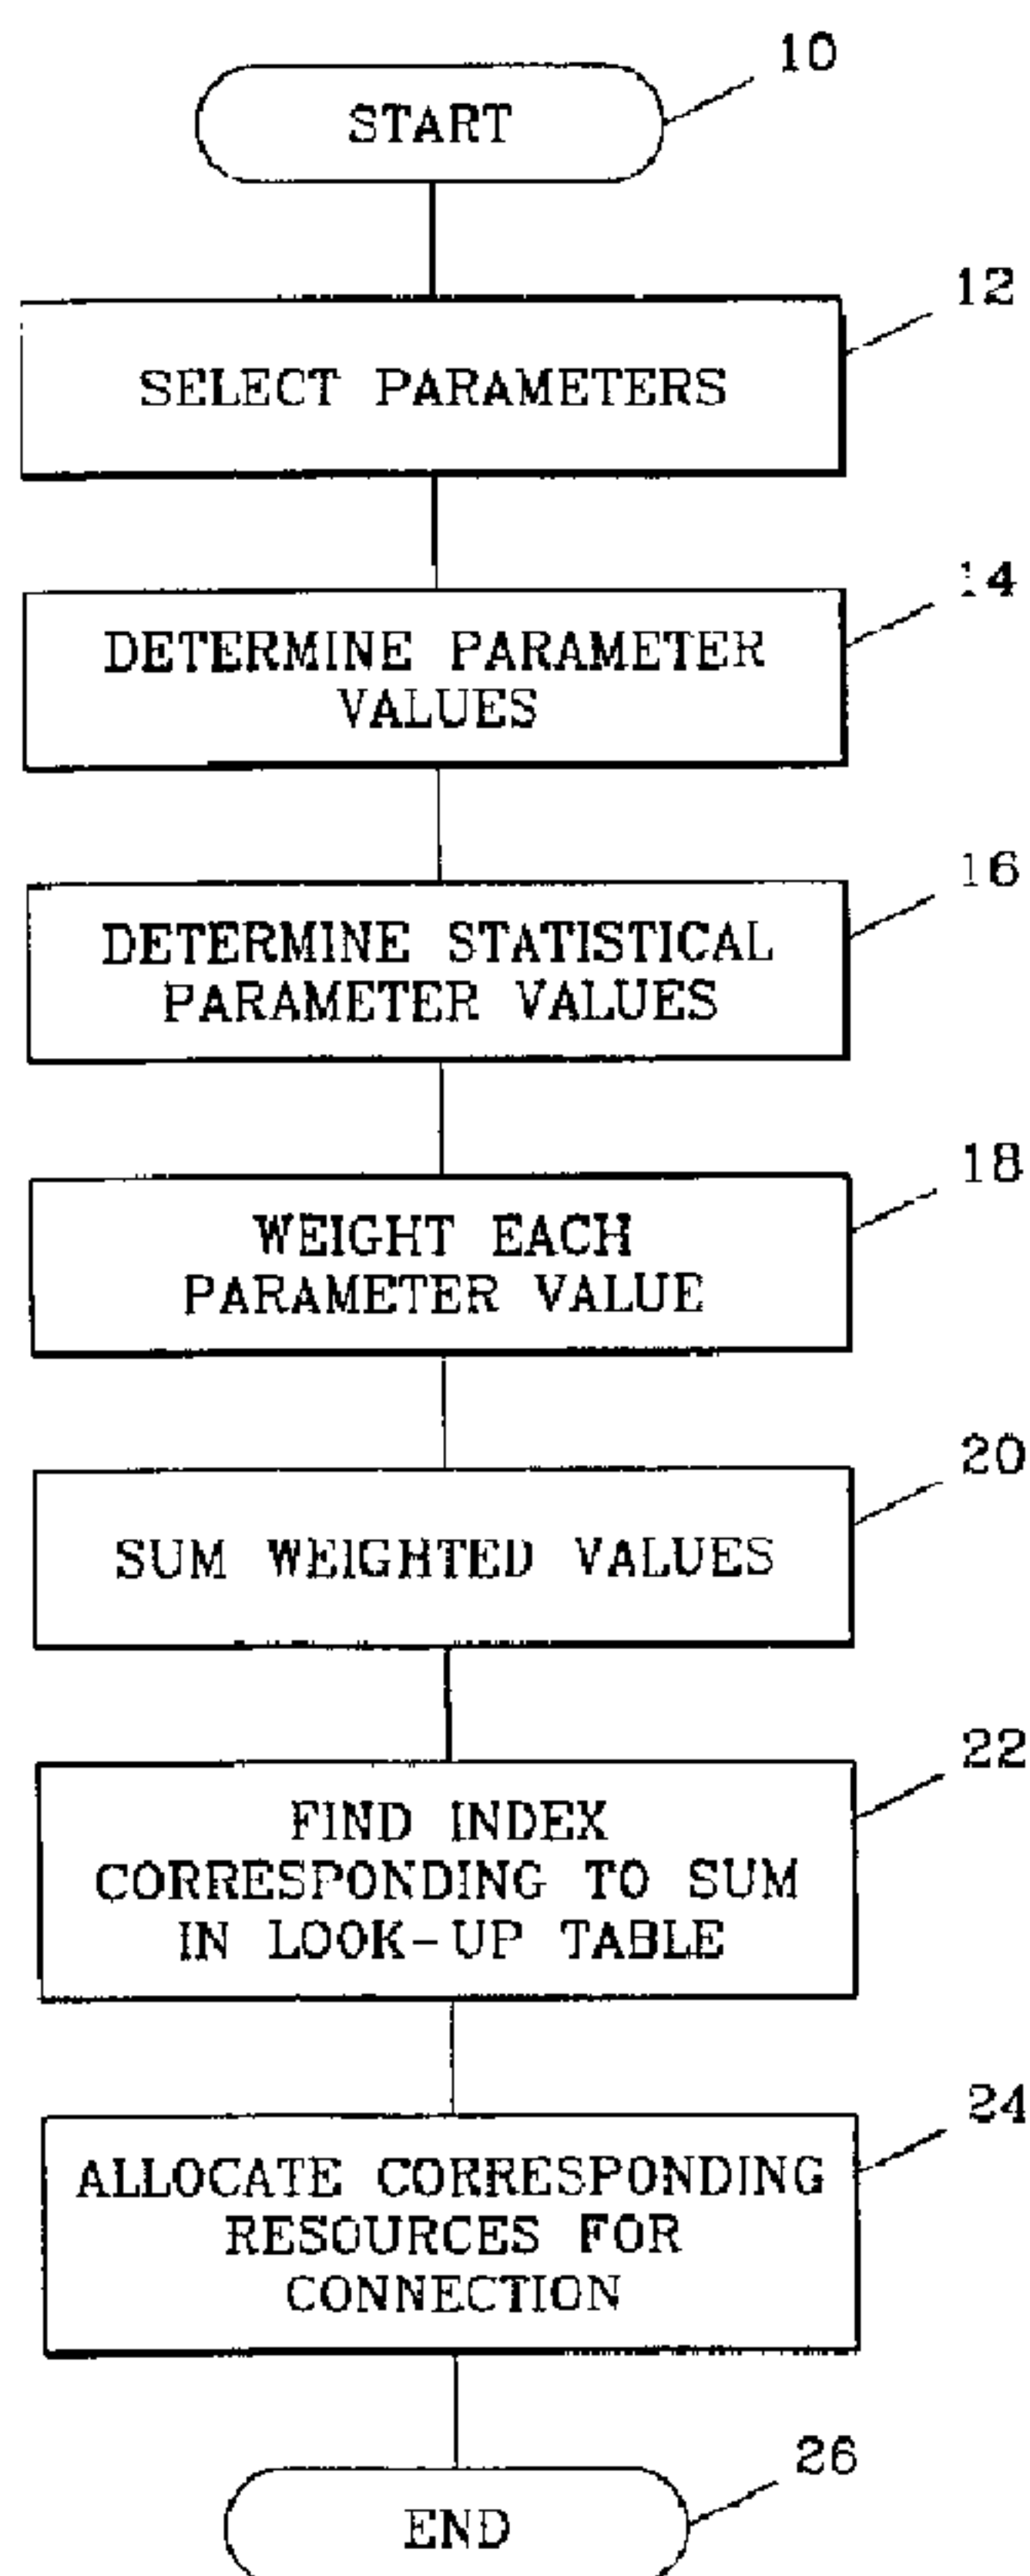 10
START
12
SELECT PARAMETERS
14
DETERMINE PARAMETER
VALUES
16
DETERMINE STATISTICAL
PARAMETER VALUES
18
WEIGHT EACH
PARAMETER VALUE
20
SUM WEIGHTED VALUES
22
FIND INDEX
CORRESPONDING TO SUM
IN LOOK-UP TABLE
24
ALLOCATE CORRESPONDING
RESOURCES FOR
CONNECTION
26
END